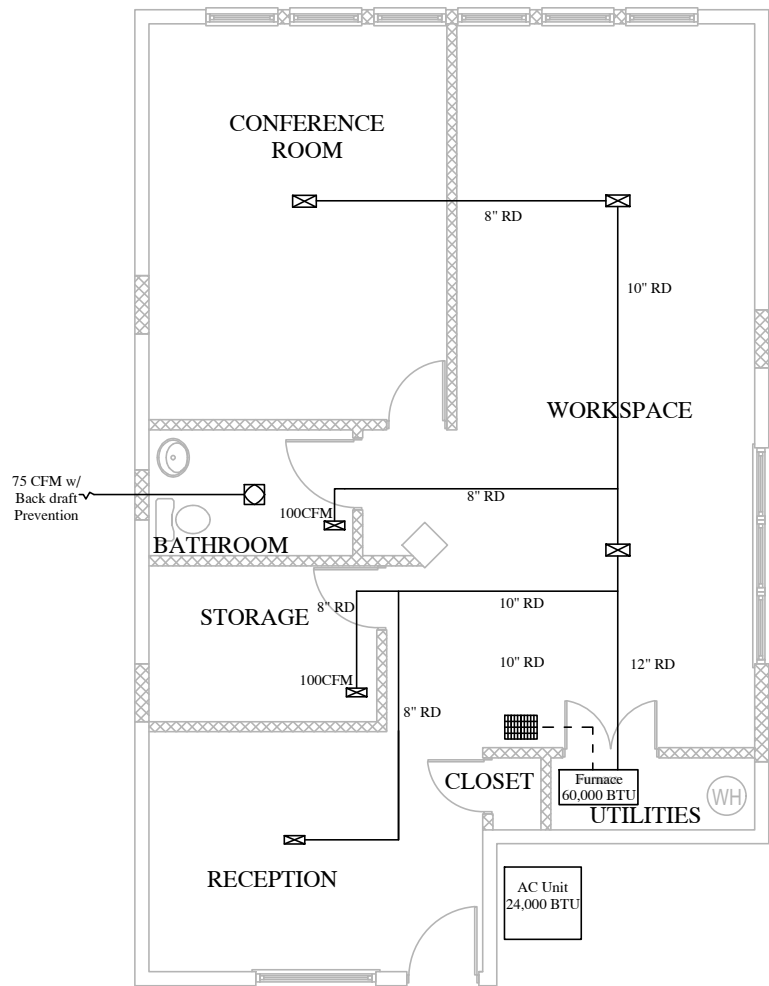 CONFERENCE
ROOM
8" RD
10" RD
WORKSPACE
75 CFM w/
Back draft
Prevention
8" RD
100CFM
BATHROOM
STORAGE
8" RD
10" RD
10" RD
12" RD
100CFM
8" RD
CLOSET
Furnace
60,000 BTU
WH
UTILITIES
RECEPTION
AC Unit
24,000 BTU